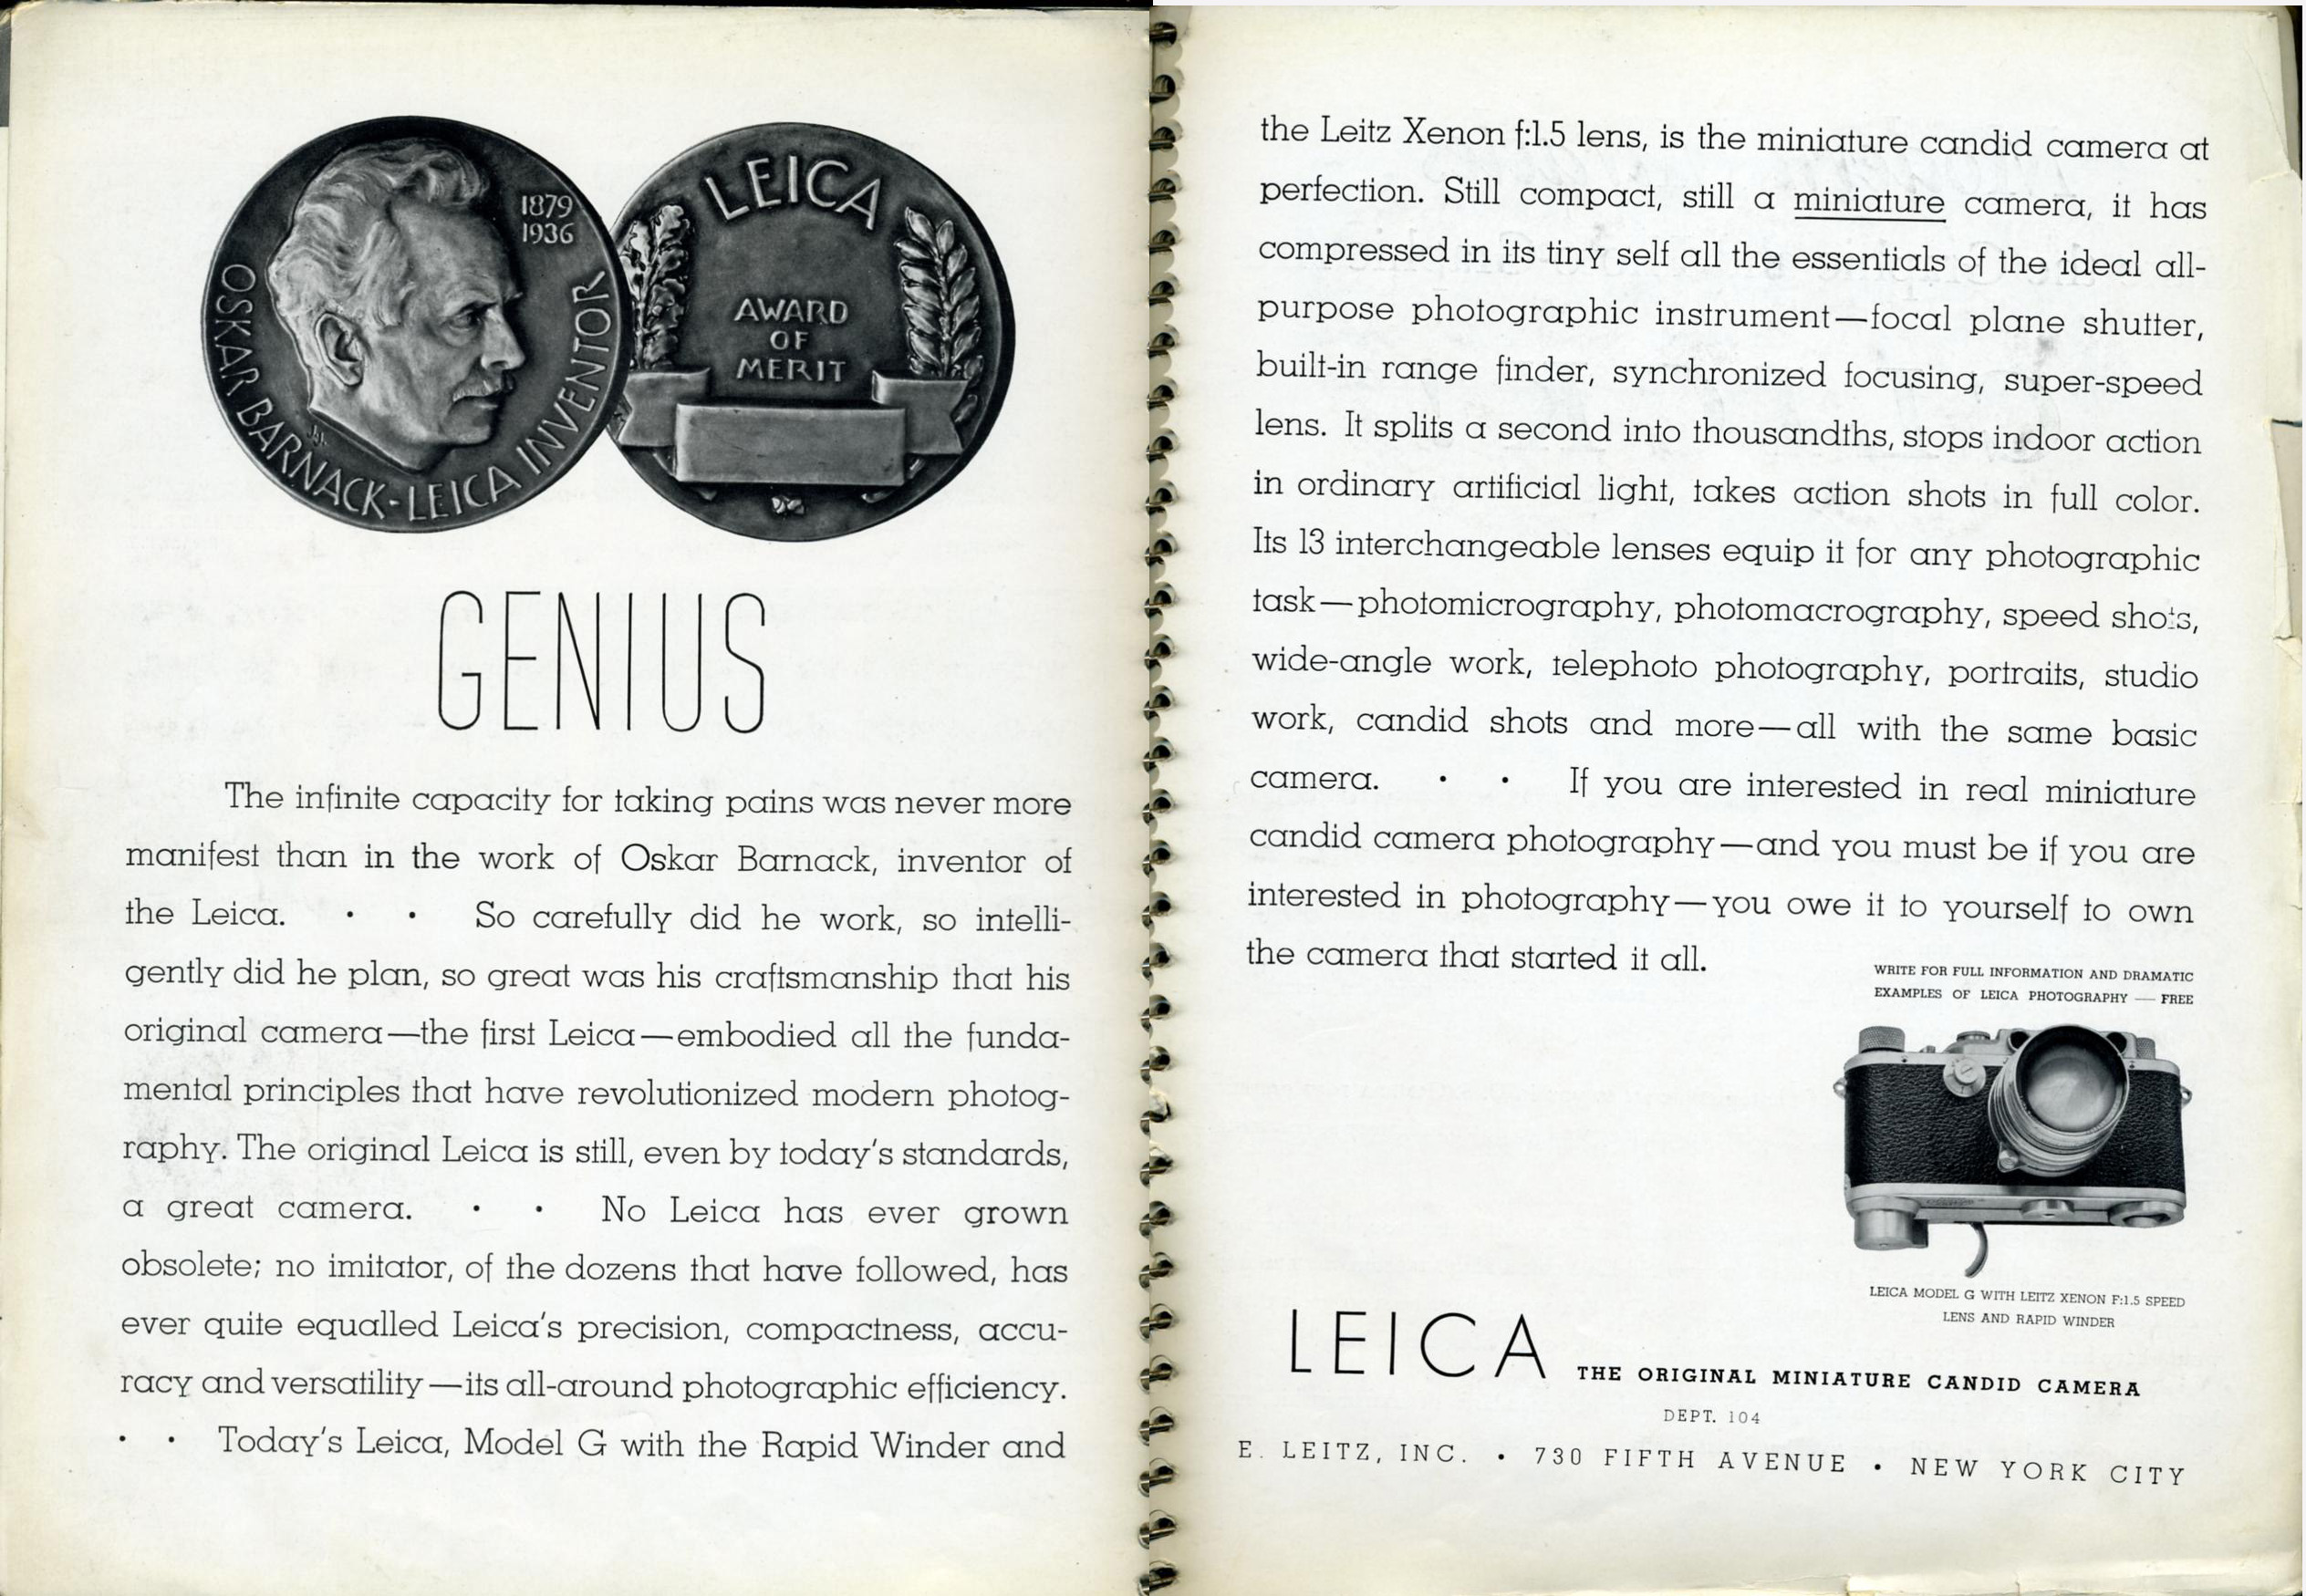 1879
1936
OSKAR BARNACK-LEICA INVENTOR
LEICA
AWARD
OF
MERIT
GENIUS
The infinite capacity for taking pains was never more
manifest than in the work of Oskar Barnack, inventor of
the Leica. • • So carefully did he work, so intelli-
gently did he plan, so great was his craftsmanship that his
original camera—the first Leica—embodied all the funda-
mental principles that have revolutionized modern photog-
raphy. The original Leica is still, even by today's standards,
a great camera. • • No Leica has ever grown
obsolete; no imitator, of the dozens that have followed, has
ever quite equalled Leica's precision, compactness, accu-
racy and versatility—its all-around photographic efficiency.
• • Today's Leica, Model G with the Rapid Winder and
the Leitz Xenon f:1.5 lens, is the miniature candid camera at
perfection. Still compact, still a miniature camera, it has
compressed in its tiny self all the essentials of the ideal all-
purpose photographic instrument—focal plane shutter,
built-in range finder, synchronized focusing, super-speed
lens. It splits a second into thousandths, stops indoor action
in ordinary artificial light, takes action shots in full color.
Its 13 interchangeable lenses equip it for any photographic
task—photomicrography, photomacrography, speed shots,
wide-angle work, telephoto photography, portraits, studio
work, candid shots and more—all with the same basic
camera. • • If you are interested in real miniature
candid camera photography—and you must be if you are
interested in photography—you owe it to yourself to own
the camera that started it all.
WRITE FOR FULL INFORMATION AND DRAMATIC
EXAMPLES OF LEICA PHOTOGRAPHY — FREE
LEICA MODEL G WITH LEITZ XENON F:1.5 SPEED
LENS AND RAPID WINDER
LEICA THE ORIGINAL MINIATURE CANDID CAMERA
DEPT. 104
E. LEITZ, INC. • 730 FIFTH AVENUE • NEW YORK CITY